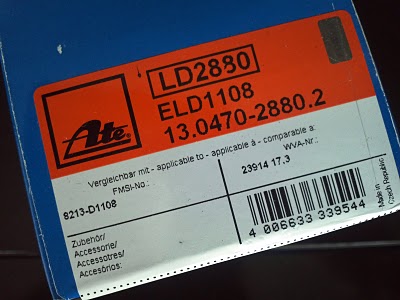 Ate
LD2880
ELD1108
13.0470-2880.2
Vergleichbar mit - applicable to - applicable à - comparable a:
FMSI-No.:
WVA-Nr.:
8213-D1108
23914 17.3
Zubehör/
Accessorie/
Accessoires/
Accesórios:
4 006633 339544
Made in
Czech Republic